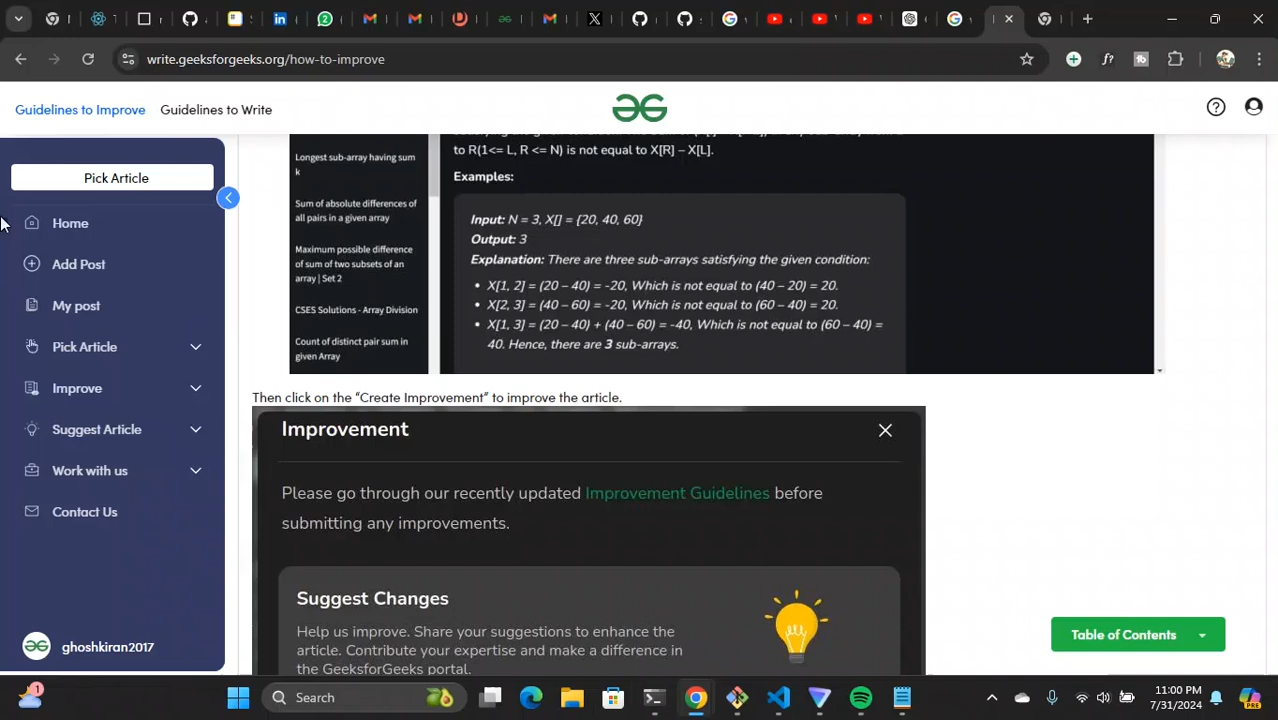 write.geeksforgeeks.org/how-to-improve
Guidelines to Improve
Guidelines to Write
Pick Article
Home
Add Post
My post
Pick Article
Improve
Suggest Article
Work with us
Contact Us
ghoshkiran2017
Longest sub-array having sum
k
Sum of absolute differences of
all pairs in a given array
Maximum possible difference
of sum of two subsets of an
array | Set 2
CSES Solutions - Array Division
Count of distinct pair sum in
given Array
to R(1<= L, R <= N) is not equal to X[R] – X[L].
Examples:
Input: N = 3, X[] = {20, 40, 60}
Output: 3
Explanation: There are three sub-arrays satisfying the given condition:
• X[1, 2] = (20 – 40) = -20, Which is not equal to (40 – 20) = 20.
• X[2, 3] = (40 – 60) = -20, Which is not equal to (60 – 40) = 20.
• X[1, 3] = (20 – 40) + (40 – 60) = -40, Which is not equal to (60 – 40) =
40. Hence, there are 3 sub-arrays.
Then click on the “Create Improvement” to improve the article.
Improvement
Please go through our recently updated Improvement Guidelines before
submitting any improvements.
Suggest Changes
Help us improve. Share your suggestions to enhance the
article. Contribute your expertise and make a difference in
the GeeksforGeeks portal.
Table of Contents
1
Search
11:00 PM
7/31/2024